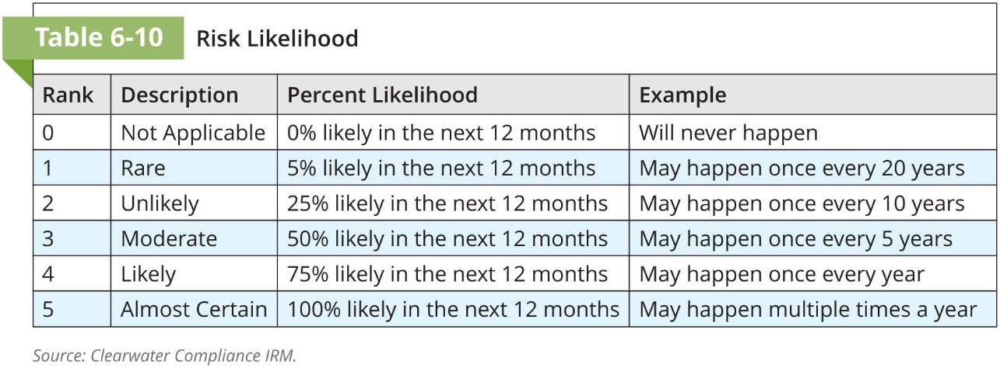 Table 6-10 Risk Likelihood
Rank Description Percent Likelihood Example
0 Not Applicable 0% likely in the next 12 months Will never happen
1 Rare 5% likely in the next 12 months May happen once every 20 years
2 Unlikely 25% likely in the next 12 months May happen once every 10 years
3 Moderate 50% likely in the next 12 months May happen once every 5 years
4 Likely 75% likely in the next 12 months May happen once every year
5 Almost Certain 100% likely in the next 12 months May happen multiple times a year
Source: Clearwater Compliance IRM.